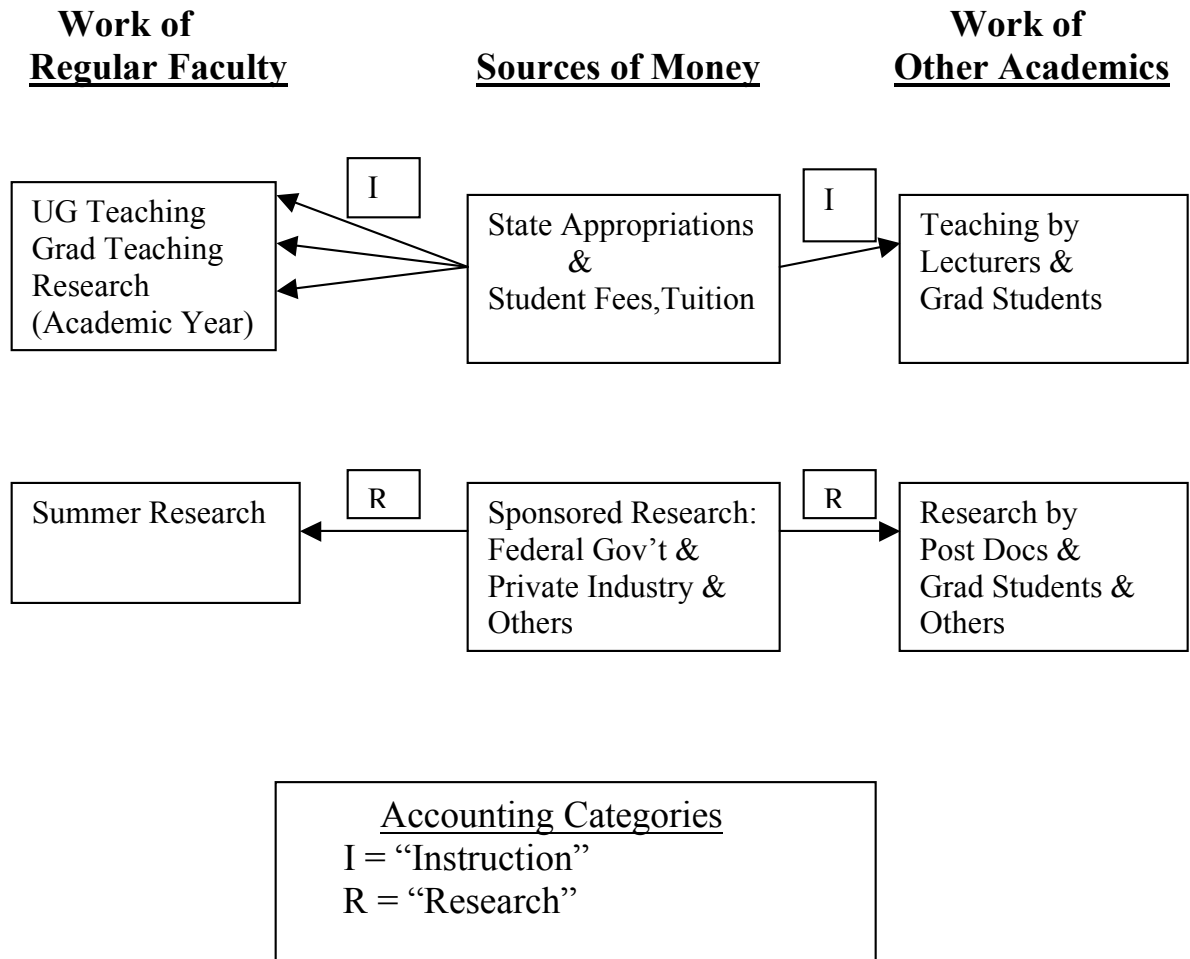 Work of
Regular Faculty
Sources of Money
Work of
Other Academics
I
I
UG Teaching
Grad Teaching
Research
(Academic Year)
State Appropriations
&
Student Fees,Tuition
Teaching by
Lecturers &
Grad Students
R
R
Summer Research
Sponsored Research:
Federal Gov’t &
Private Industry &
Others
Research by
Post Docs &
Grad Students &
Others
Accounting Categories
I = “Instruction”
R = “Research”